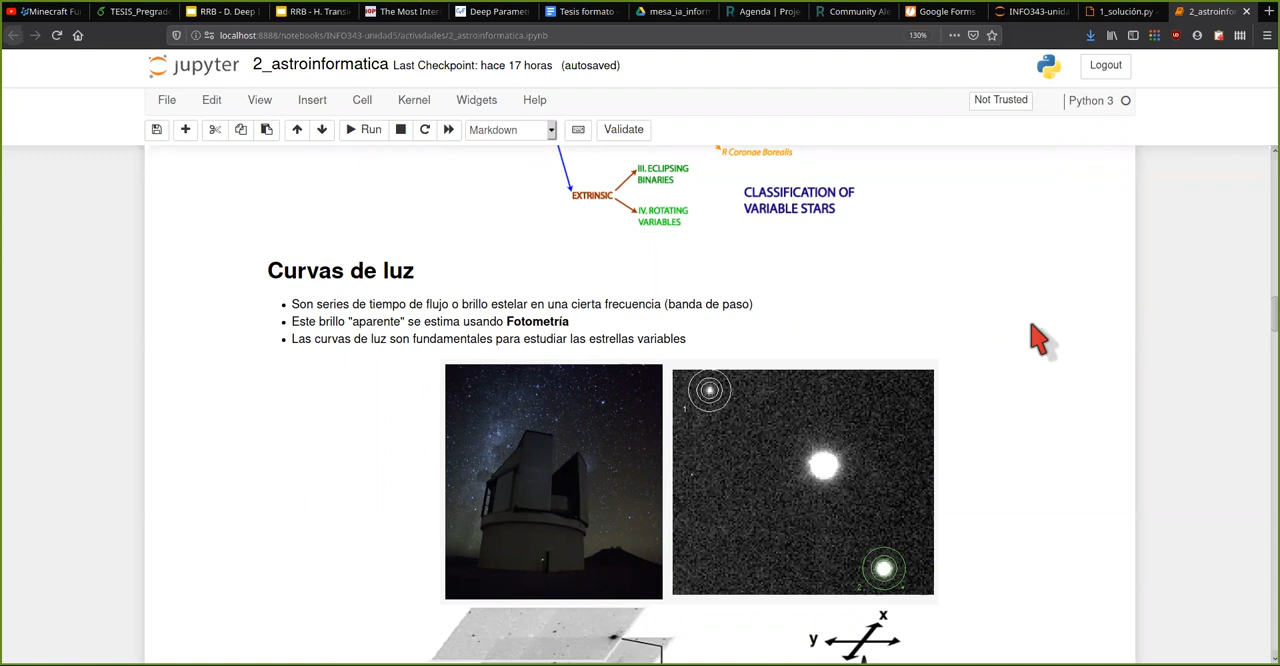 Minecraft Fu
TESIS_Pregrad
RRB - D. Deep
RRB - H. Transi
The Most Inter
Deep Parameti
Tesis formato
mesa_ia_inform
Agenda | Proje
Community Ale
Google Forms
INFO343-unida
1_solución.py
2_astroinfor
localhost:8888/notebooks/INFO343-unidad5/actividades/2_astroinformatica.ipynb
130%
jupyter 2_astroinformatica Last Checkpoint: hace 17 horas (autosaved)
Logout
File Edit View Insert Cell Kernel Widgets Help
Not Trusted
Python 3
Run
Markdown
Validate
R Coronae Borealis
III. ECLIPSING
BINARIES
EXTRINSIC
IV. ROTATING
VARIABLES
CLASSIFICATION OF
VARIABLE STARS
Curvas de luz
Son series de tiempo de flujo o brillo estelar en una cierta frecuencia (banda de paso)
Este brillo "aparente" se estima usando Fotometría
Las curvas de luz son fundamentales para estudiar las estrellas variables
1
2
x
y